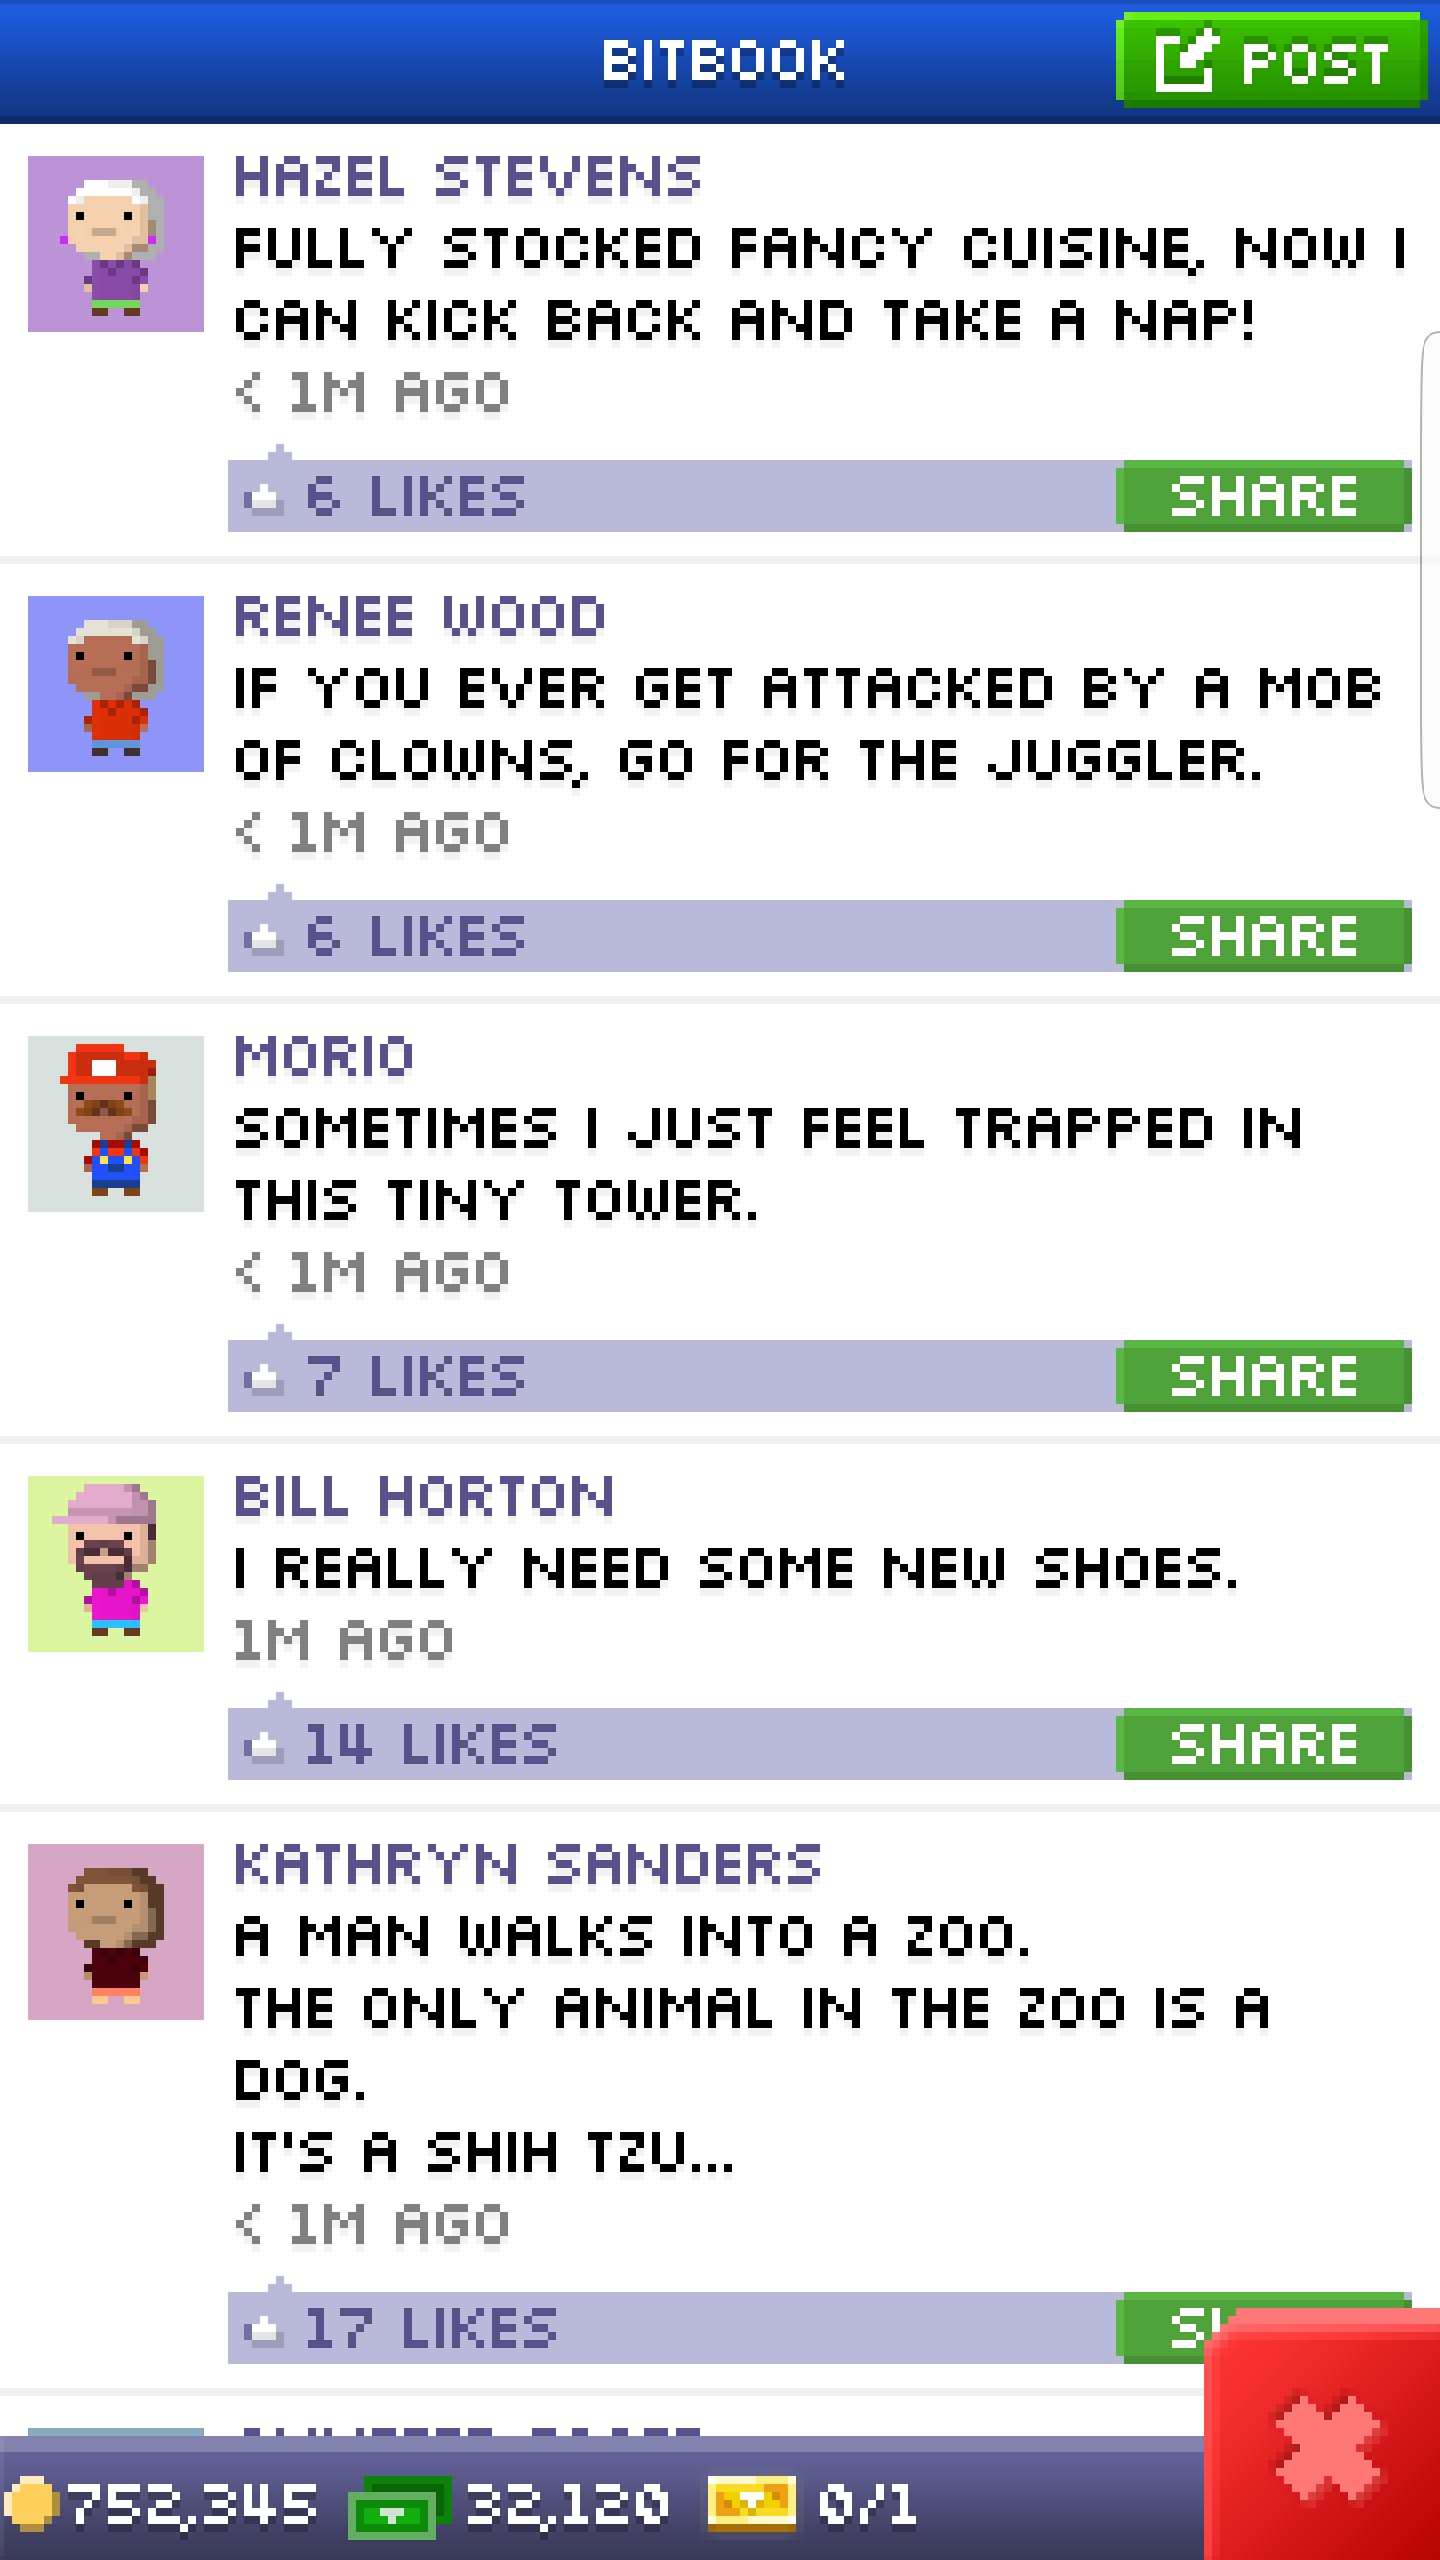 BITBOOK
POST
HAZEL STEVENS
FULLY STOCKED FANCY CUISINE, NOW I
CAN KICK BACK AND TAKE A NAP!
< 1M AGO
6 LIKES
SHARE
RENEE WOOD
IF YOU EVER GET ATTACKED BY A MOB
OF CLOWNS, GO FOR THE JUGGLER.
< 1M AGO
6 LIKES
SHARE
MORIO
SOMETIMES I JUST FEEL TRAPPED IN
THIS TINY TOWER.
< 1M AGO
7 LIKES
SHARE
BILL HORTON
I REALLY NEED SOME NEW SHOES.
1M AGO
14 LIKES
SHARE
KATHRYN SANDERS
A MAN WALKS INTO A ZOO.
THE ONLY ANIMAL IN THE ZOO IS A
DOG.
IT'S A SHIH TZU...
< 1M AGO
17 LIKES
752,345 32,120 0/1